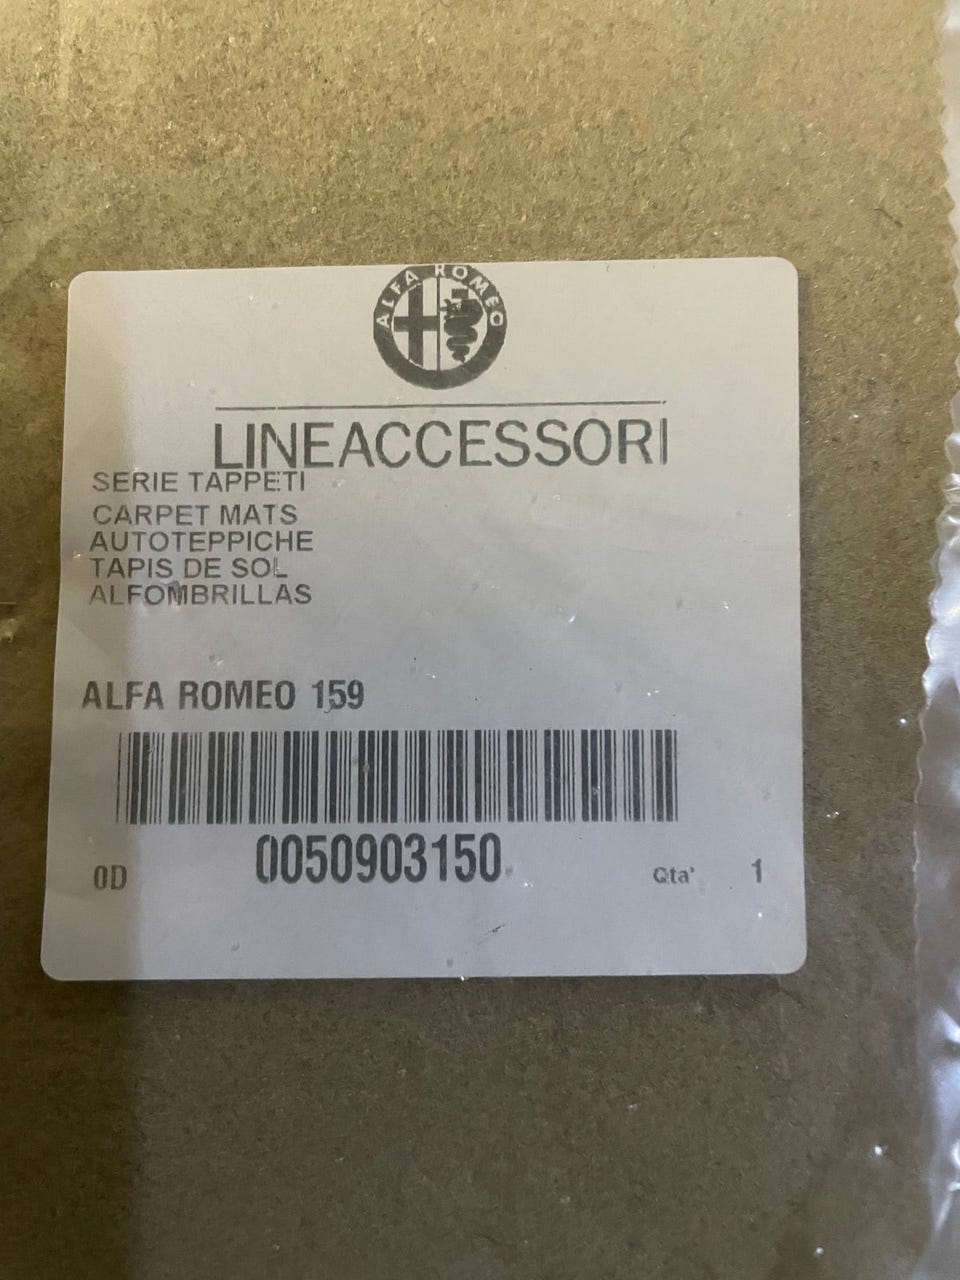 ALFA ROMEO
LINEACCESSORI
SERIE TAPPETI
CARPET MATS
AUTOTEPPICHE
TAPIS DE SOL
ALFOMBRILLAS
ALFA ROMEO 159
0D 0050903150 Qta' 1